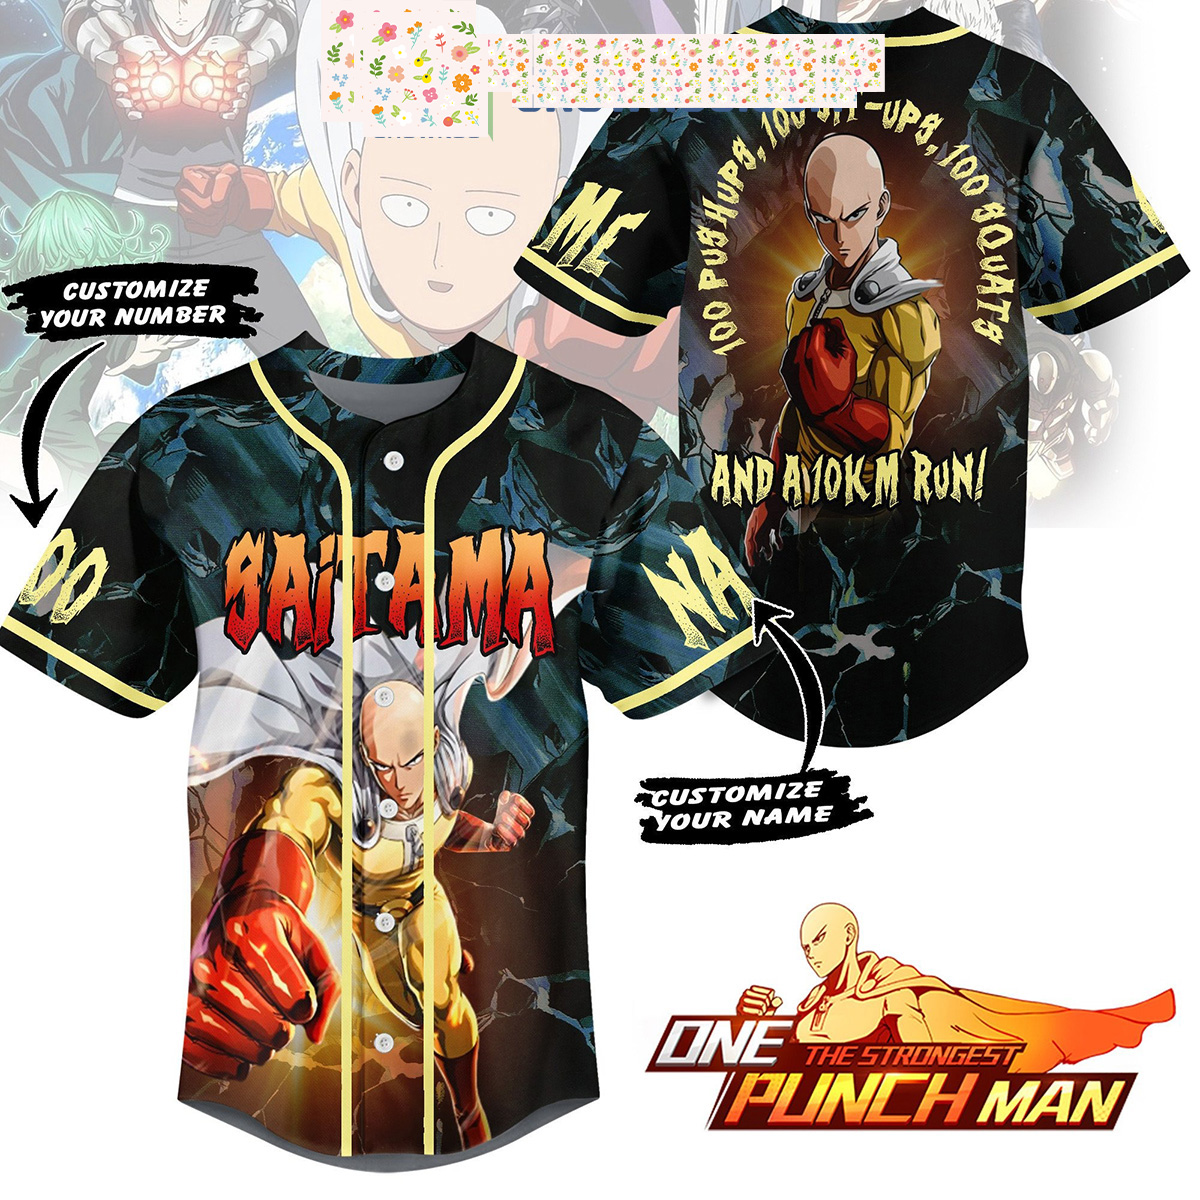 100 PUSHUPS, 100 SIT-UPS, 100 SQUATS
ME
CUSTOMIZE
YOUR NUMBER
AND A 10K M RUN!
SAiTAMA
00
NA
CUSTOMIZE
YOUR NAME
ONE
THE STRONGEST
PUNCH MAN